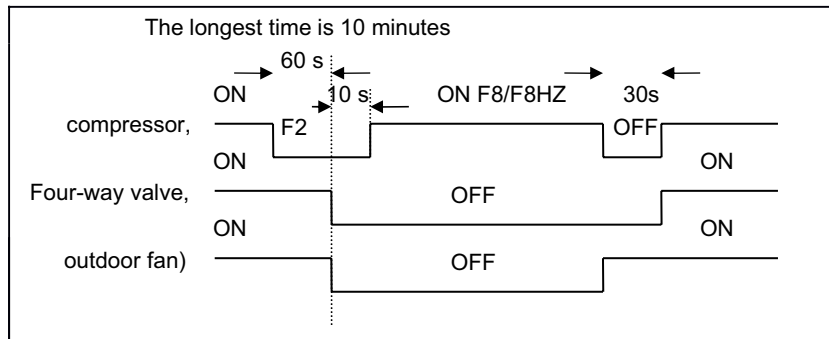 The longest time is 10 minutes
60 s
ON 10 s ON F8/F8HZ 30s
compressor, F2 OFF
ON ON
Four-way valve, OFF
ON ON
outdoor fan) OFF